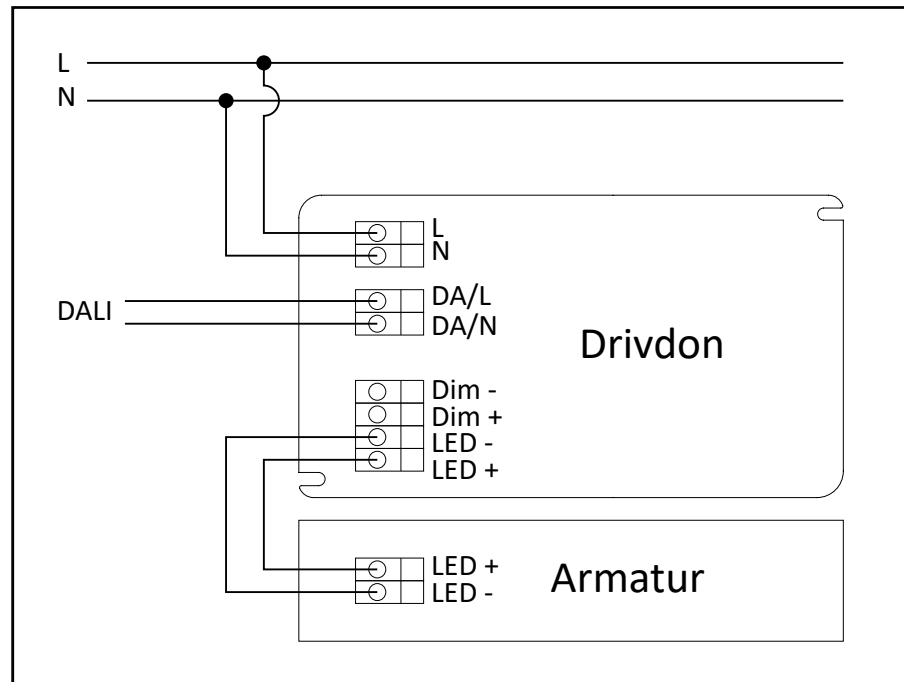 L
N
L
N
DALI
DA/L
DA/N
Drivdon
Dim -
Dim +
LED -
LED +
LED +
LED -
Armatur